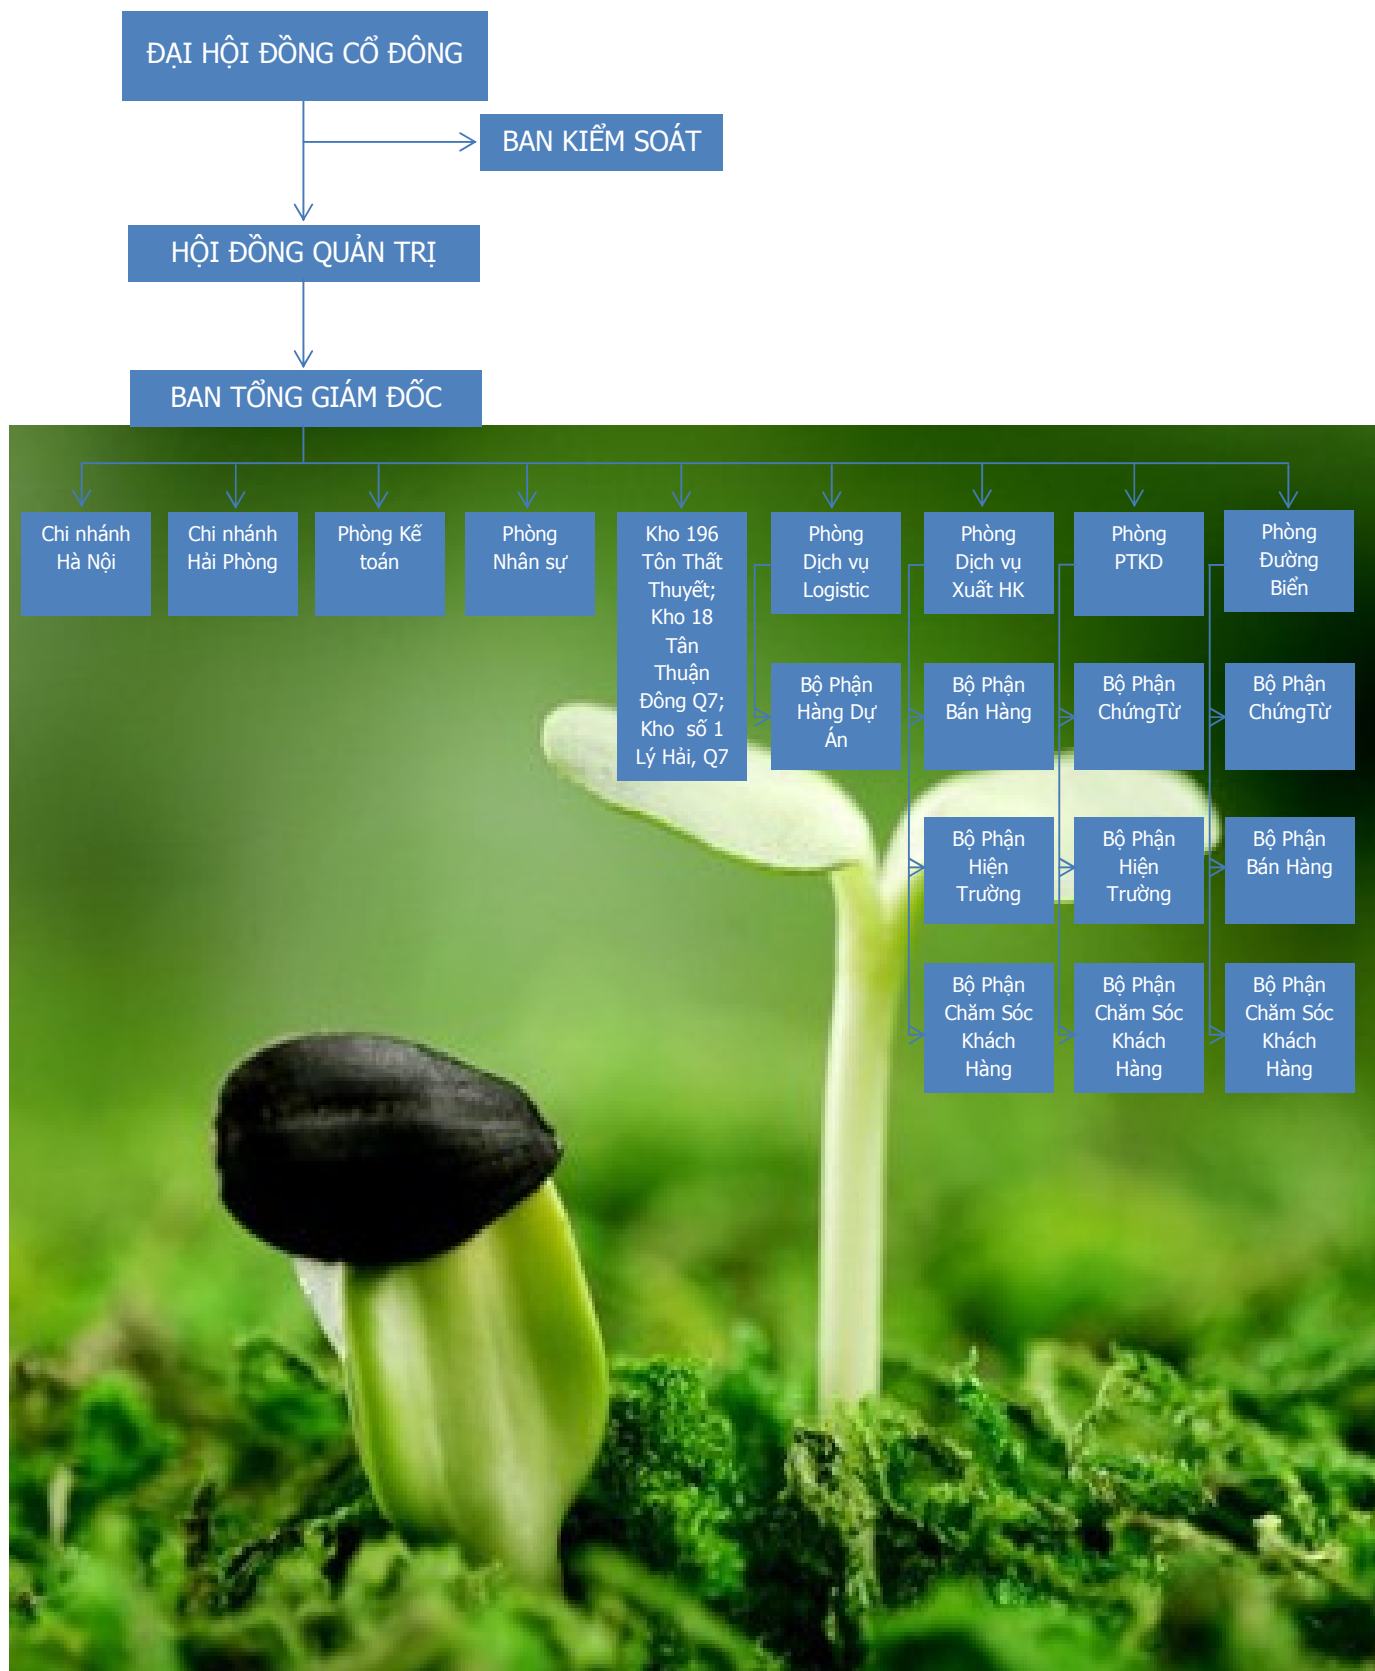 ĐẠI HỘI ĐỒNG CỔ ĐÔNG
BAN KIỂM SOÁT
HỘI ĐỒNG QUẢN TRỊ
BAN TỔNG GIÁM ĐỐC
Chi nhánh
Hà Nội
Chi nhánh
Hải Phòng
Phòng Kế
toán
Phòng
Nhân sự
Kho 196
Tôn Thất
Thuyết;
Kho 18
Tân
Thuận
Đông Q7;
Kho số 1
Lý Hải, Q7
Phòng
Dịch vụ
Logistic
Phòng
Dịch vụ
Xuất HK
Phòng
PTKD
Phòng
Đường
Biển
Bộ Phận
Hàng Dự
Án
Bộ Phận
Bán Hàng
Bộ Phận
ChứngTừ
Bộ Phận
ChứngTừ
Bộ Phận
Hiện
Trường
Bộ Phận
Hiện
Trường
Bộ Phận
Bán Hàng
Bộ Phận
Chăm Sóc
Khách
Hàng
Bộ Phận
Chăm Sóc
Khách
Hàng
Bộ Phận
Chăm Sóc
Khách
Hàng